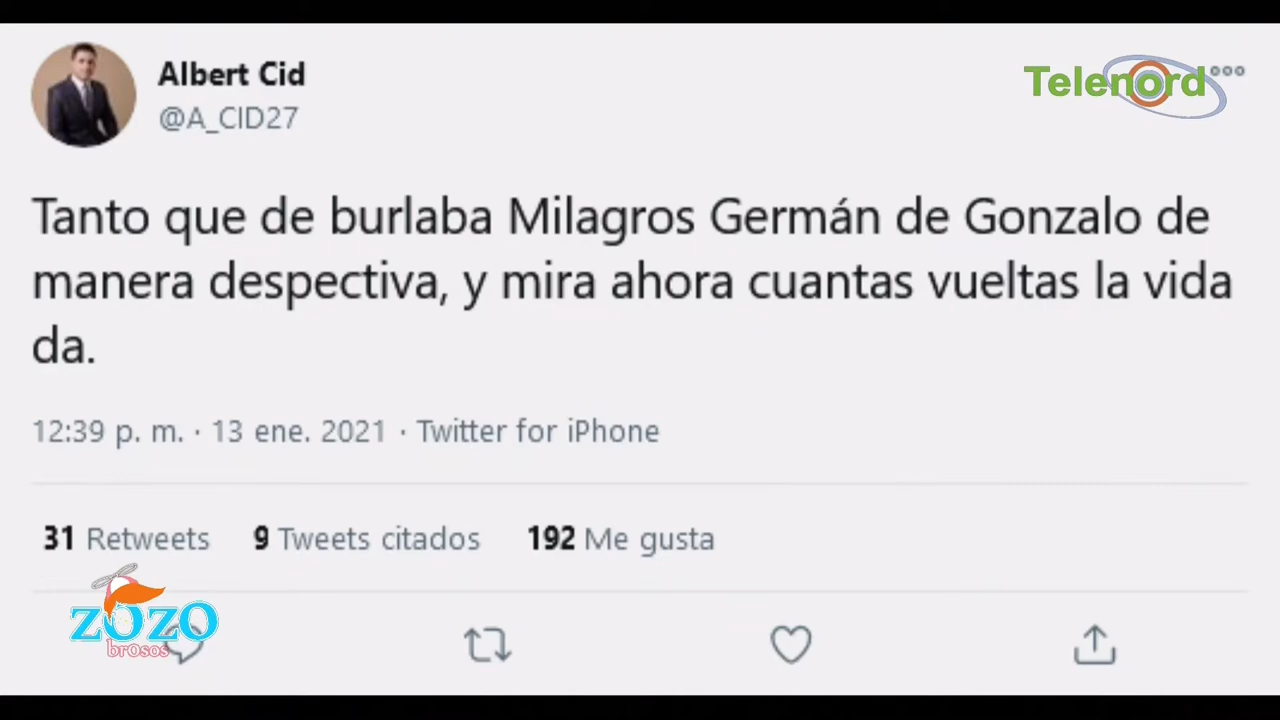 Albert Cid
@A_CID27
Telenord
Tanto que de burlaba Milagros Germán de Gonzalo de
manera despectiva, y mira ahora cuantas vueltas la vida
da.
12:39 p. m. · 13 ene. 2021 · Twitter for iPhone
31 Retweets 9 Tweets citados 192 Me gusta
zozo
brosos